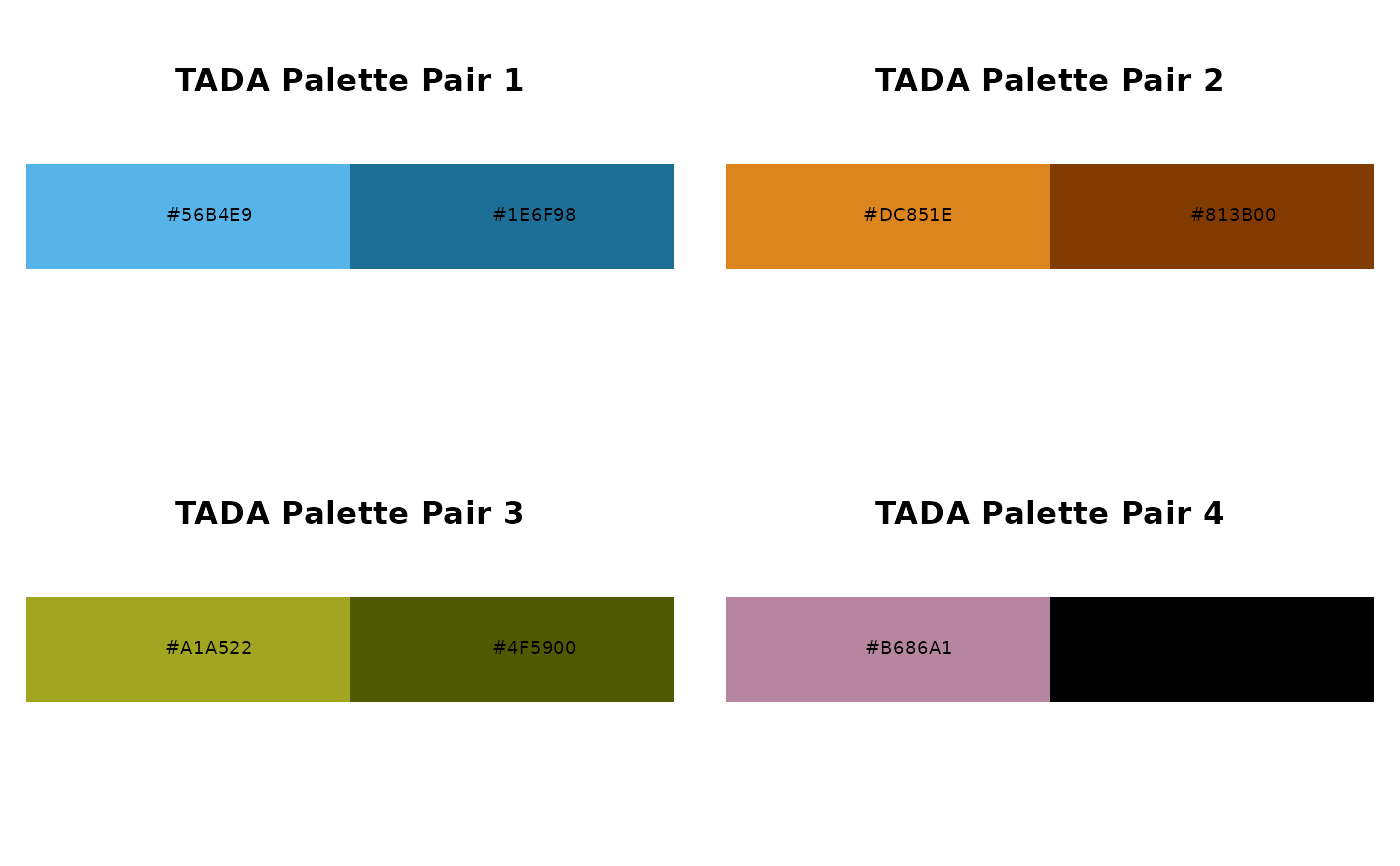 TADA Palette Pair 1
#56B4E9 #1E6F98
TADA Palette Pair 2
#DC851E #813B00
TADA Palette Pair 3
#A1A522 #4F5900
TADA Palette Pair 4
#B686A1